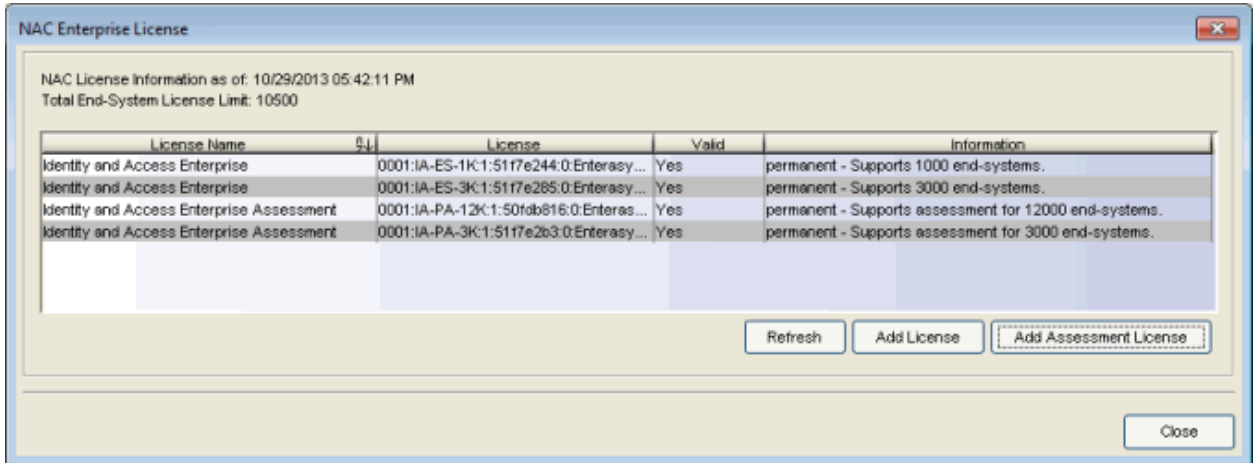 NAC Enterprise License
NAC License Information as of: 10/29/2013 05:42:11 PM
Total End-System License Limit: 10500
License Name License Valid Information
Identity and Access Enterprise 0001:IA-ES-1K:1:51f7e244:0:Enterasy... Yes permanent - Supports 1000 end-systems.
Identity and Access Enterprise 0001:IA-ES-3K:1:51f7e285:0:Enterasy... Yes permanent - Supports 3000 end-systems.
Identity and Access Enterprise Assessment 0001:IA-PA-12K:1:50fdb816:0:Enteras... Yes permanent - Supports assessment for 12000 end-systems.
Identity and Access Enterprise Assessment 0001:IA-PA-3K:1:51f7e2b3:0:Enterasy... Yes permanent - Supports assessment for 3000 end-systems.
Refresh Add License Add Assessment License
Close